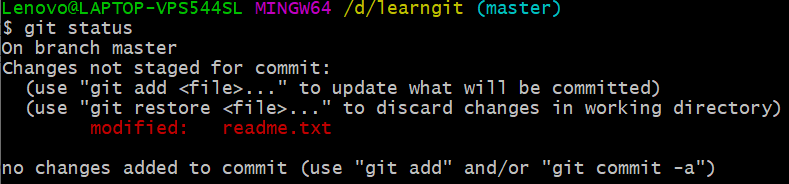 Lenovo@LAPTOP-VPS544SL MINGW64 /d/learngit (master)
$ git status
On branch master
Changes not staged for commit:
  (use "git add <file>..." to update what will be committed)
  (use "git restore <file>..." to discard changes in working directory)
        modified:   readme.txt

no changes added to commit (use "git add" and/or "git commit -a")